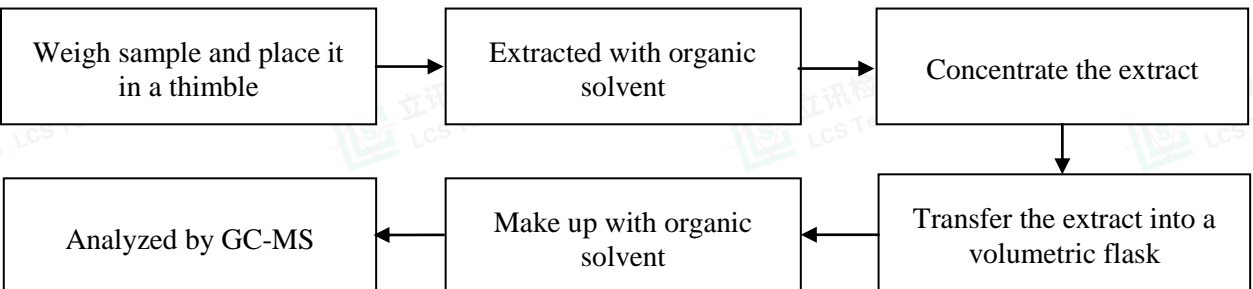 Weigh sample and place it
in a thimble
Extracted with organic
solvent
Concentrate the extract
Transfer the extract into a
volumetric flask
Make up with organic
solvent
Analyzed by GC-MS